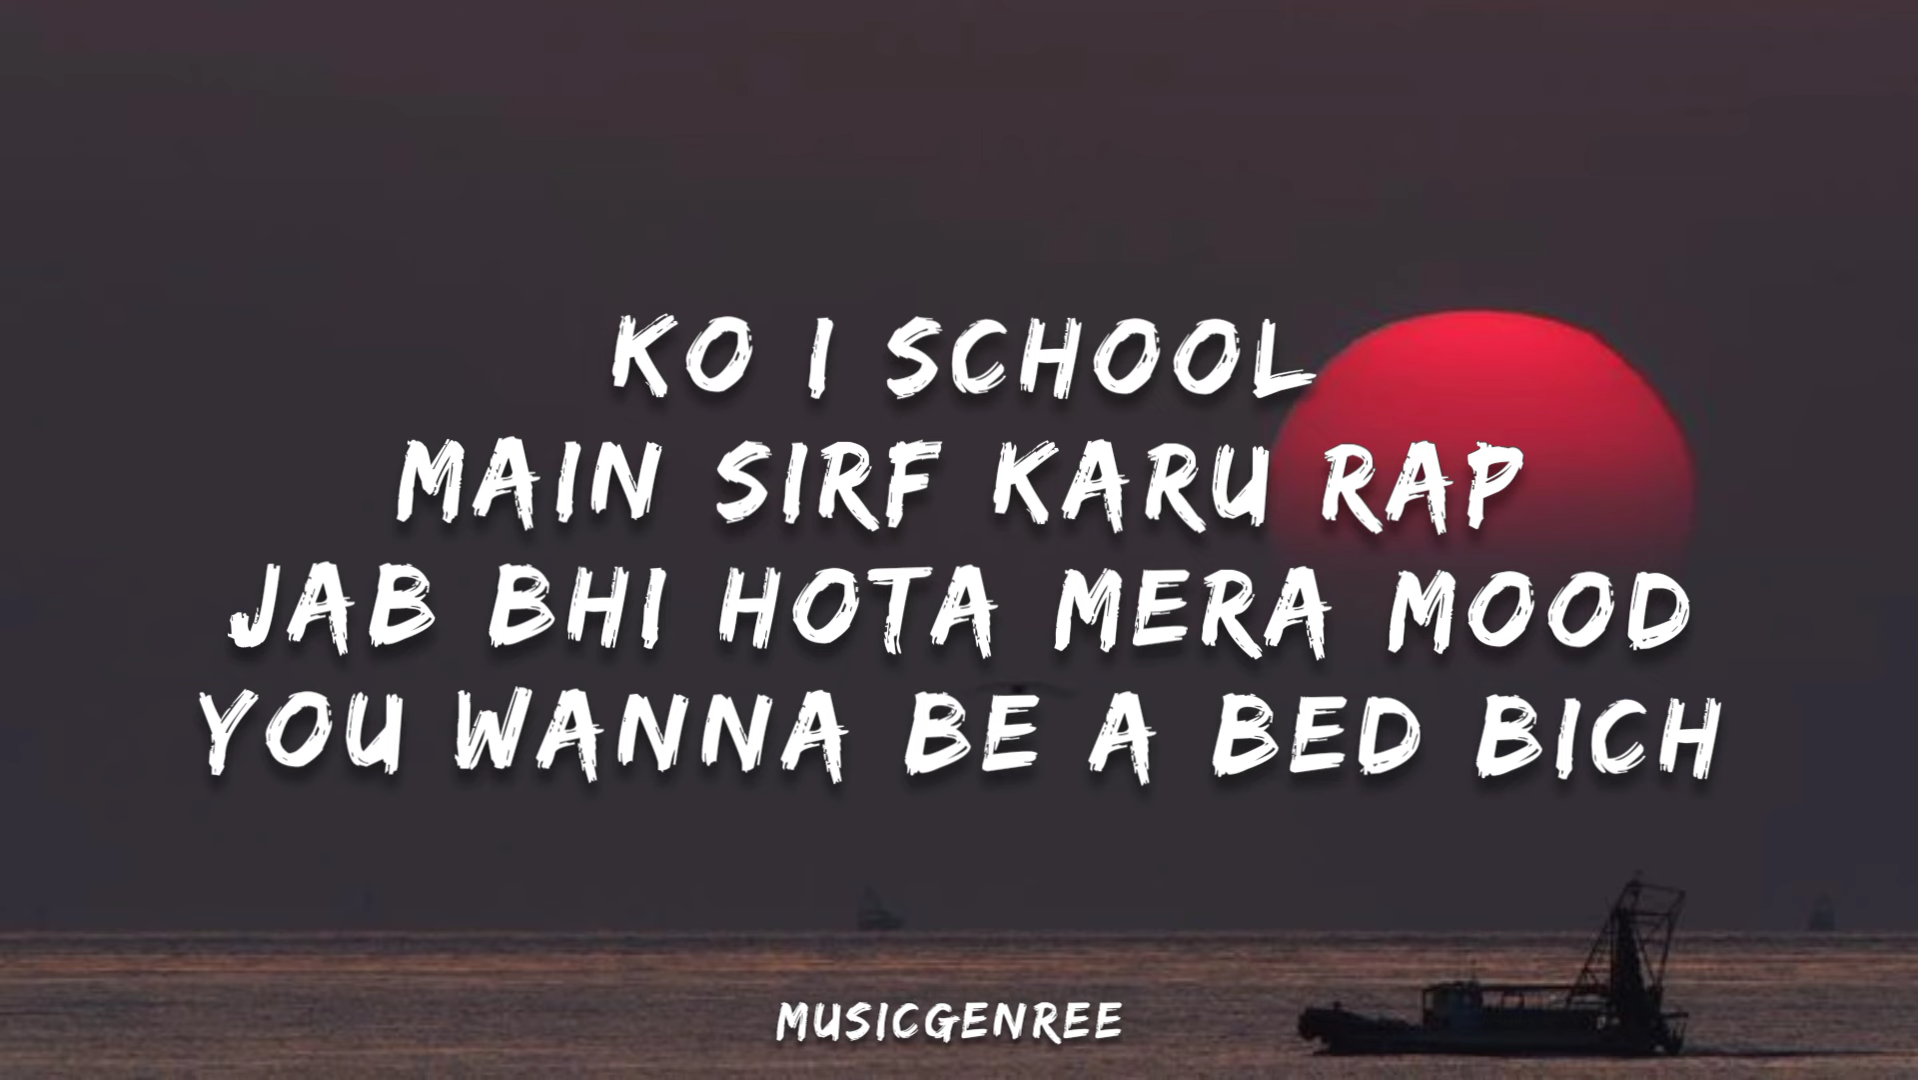 KO I SCHOOL
MAIN SIRF KARU RAP
JAB BHI HOTA MERA MOOD
YOU WANNA BE A BED BICH
MUSICGENREE